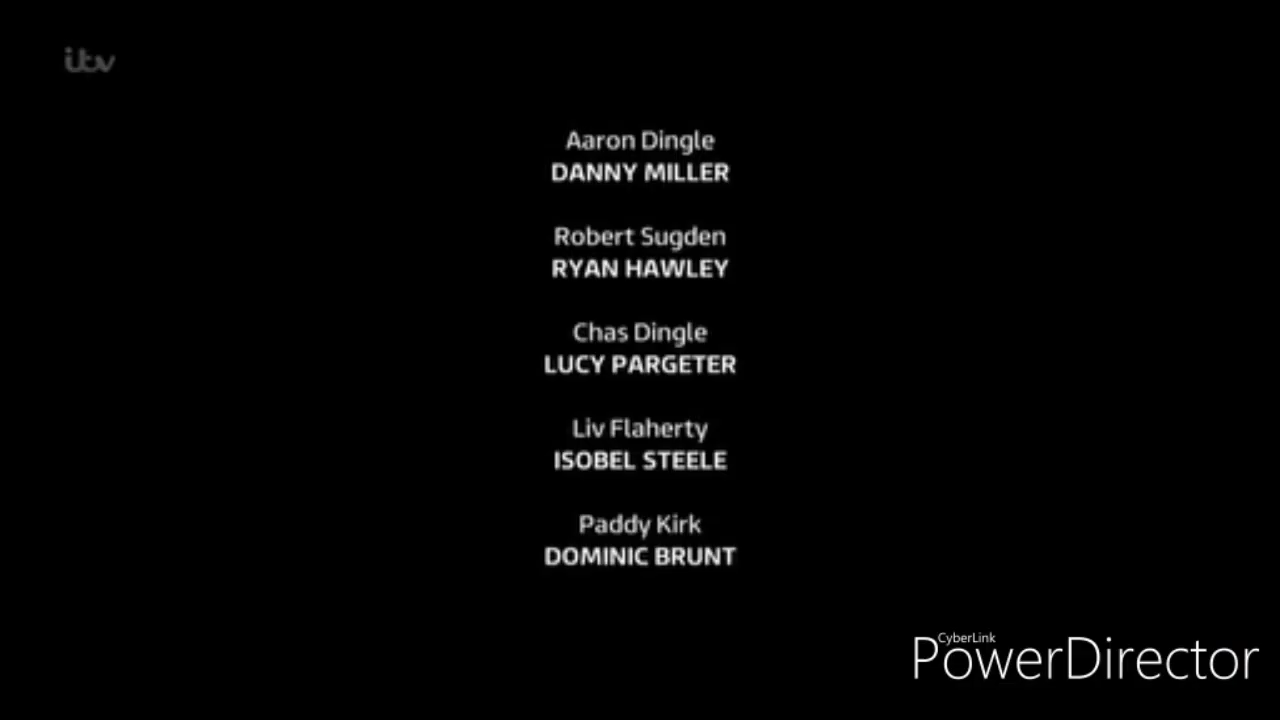 itv
Aaron Dingle
DANNY MILLER
Robert Sugden
RYAN HAWLEY
Chas Dingle
LUCY PARGETER
Liv Flaherty
ISOBEL STEELE
Paddy Kirk
DOMINIC BRUNT
CyberLink
PowerDirector